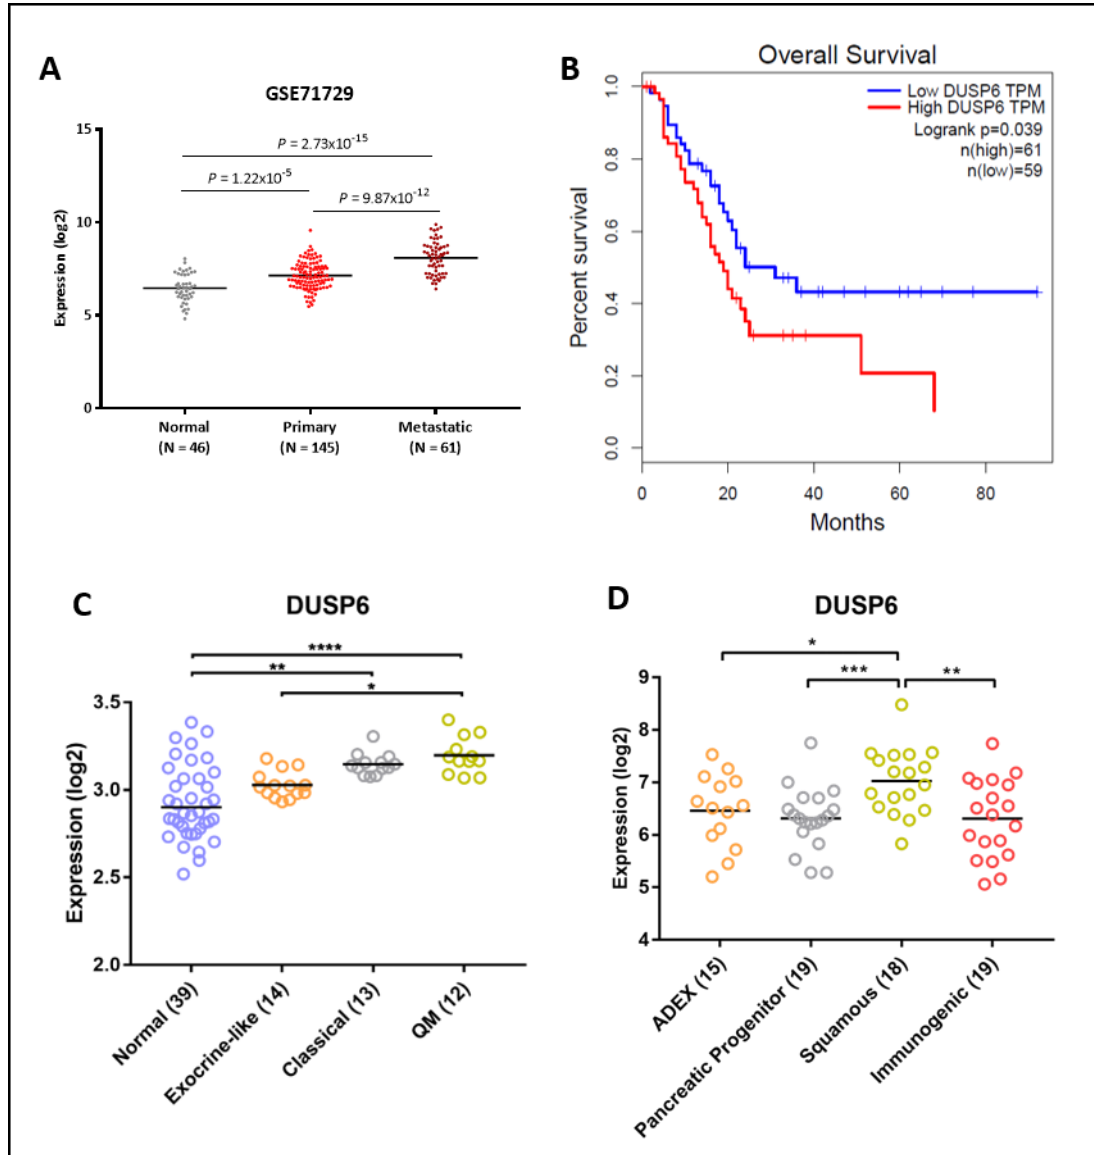 A
GSE71729
15
10
5
0
Expression (log2)
P = 2.73x10-15
P = 1.22x10-5
P = 9.87x10-12
Normal
(N = 46)
Primary
(N = 145)
Metastatic
(N = 61)
B
Overall Survival
Low DUSP6 TPM
High DUSP6 TPM
Logrank p=0.039
n(high)=61
n(low)=59
Percent survival
1.0
0.8
0.6
0.4
0.2
0.0
0 20 40 60 80
Months
C
DUSP6
****
**
*
Expression (log2)
3.5
3.0
2.5
2.0
Normal (39)
Exocrine-like (14)
Classical (13)
QM (12)
D
DUSP6
*
*** **
Expression (log2)
9
8
7
6
5
4
ADEX (15)
Pancreatic Progenitor (19)
Squamous (18)
Immunogenic (19)